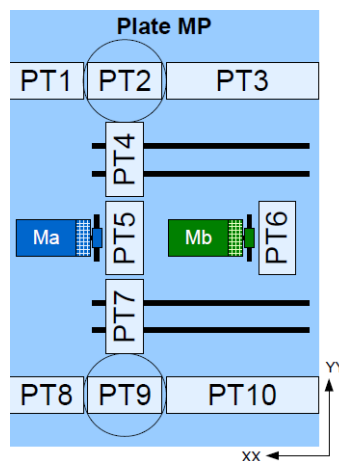 Plate MP
PT1 PT2 PT3
PT4
Ma PT5 Mb PT6
PT7
PT8 PT9 PT10
YY
XX